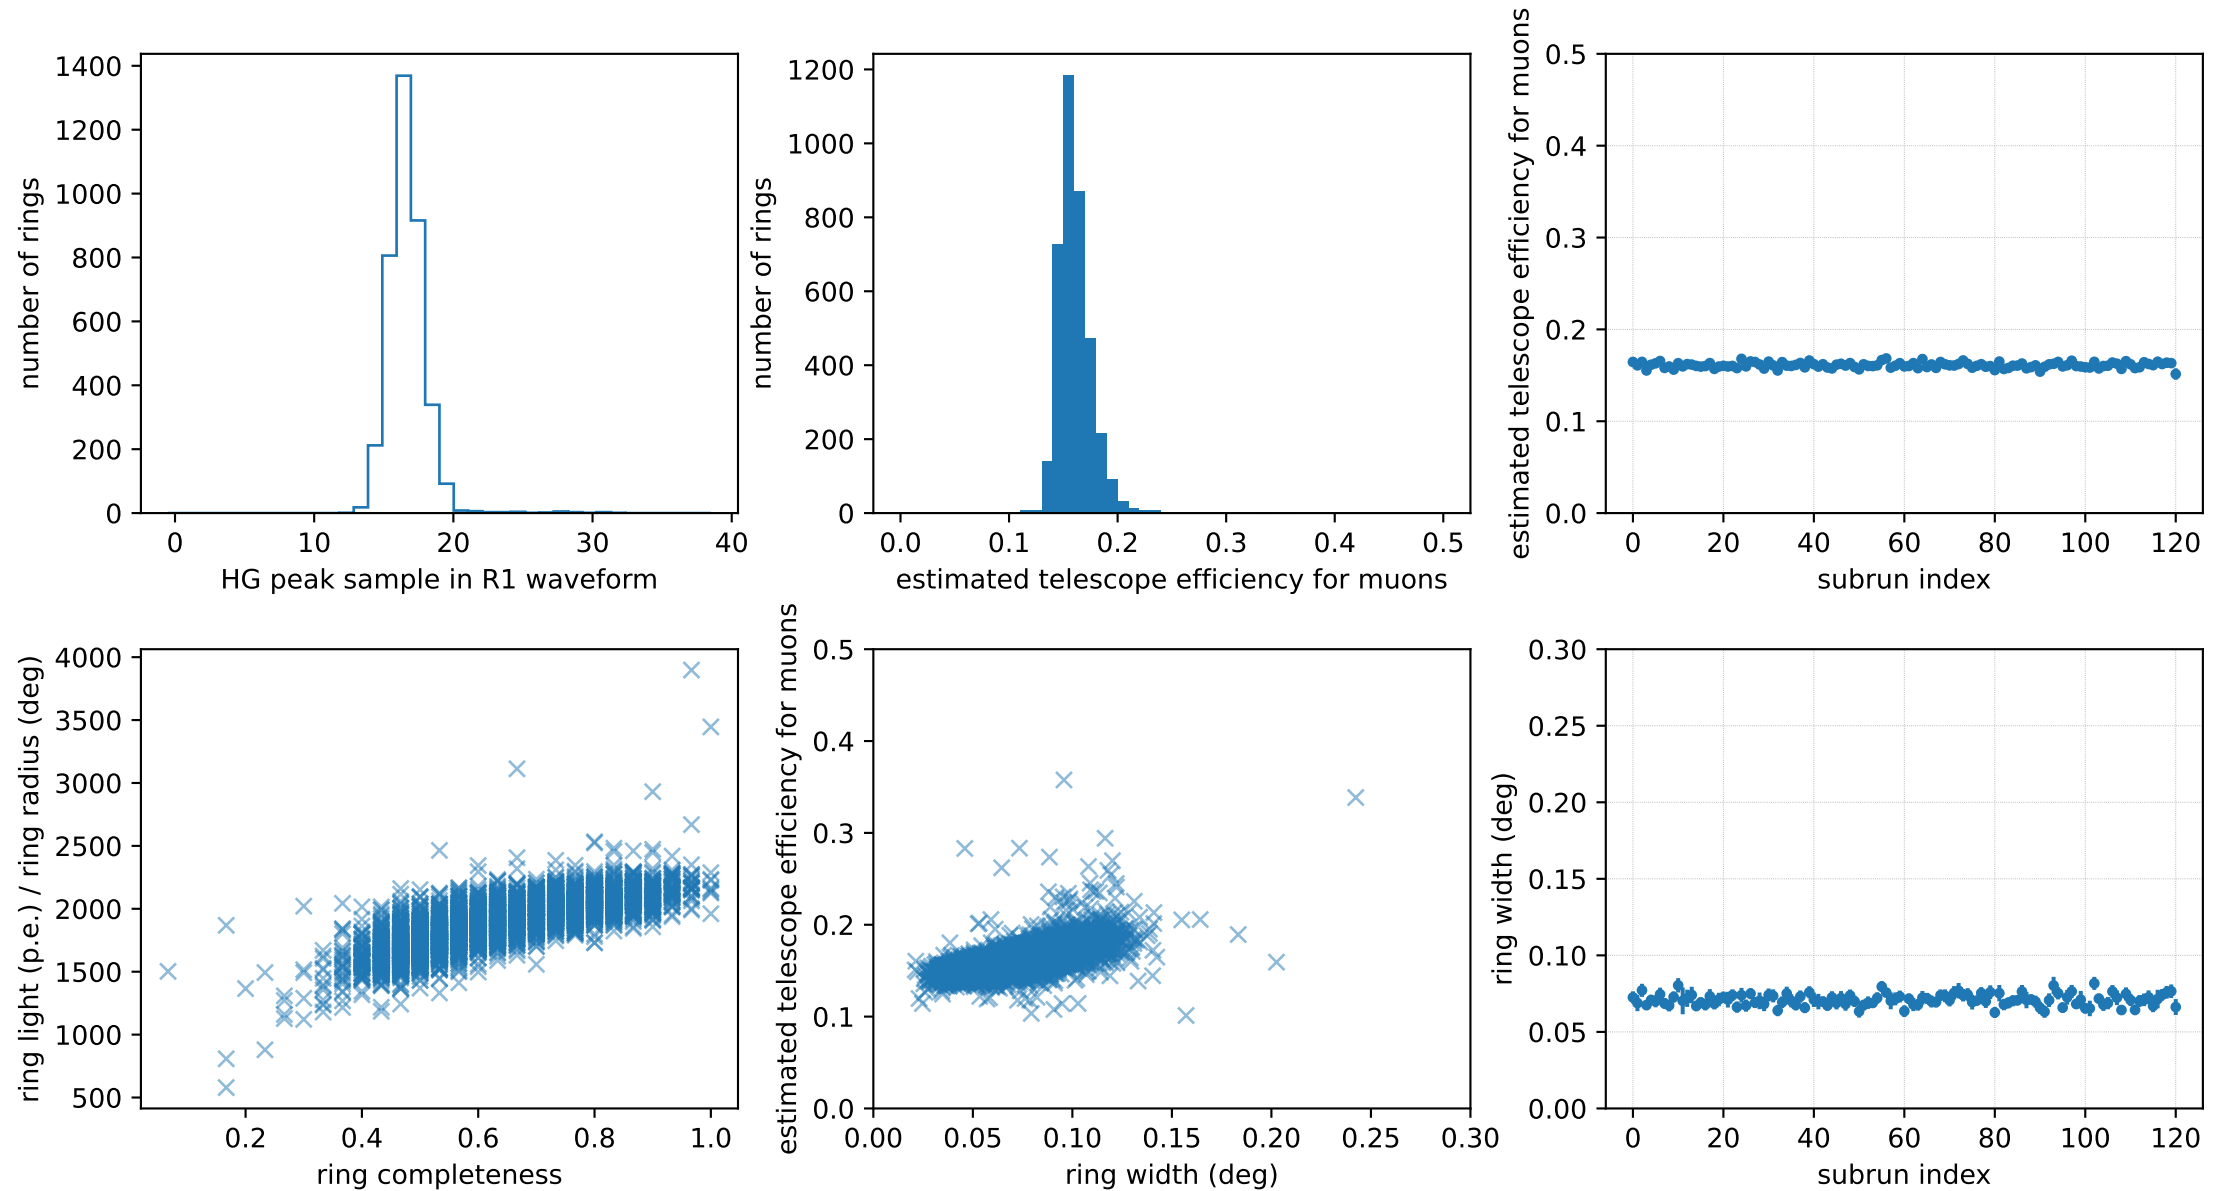 1400
1200
1000
800
600
400
200
0
number of rings
0 10 20 30 40
HG peak sample in R1 waveform
1200
1000
800
600
400
200
0
number of rings
0.0 0.1 0.2 0.3 0.4 0.5
estimated telescope efficiency for muons
0.5
0.4
0.3
0.2
0.1
0.0
estimated telescope efficiency for muons
0 20 40 60 80 100 120
subrun index
4000
3500
3000
2500
2000
1500
1000
500
ring light (p.e.) / ring radius (deg)
0.2 0.4 0.6 0.8 1.0
ring completeness
0.5
0.4
0.3
0.2
0.1
0.0
estimated telescope efficiency for muons
0.00 0.05 0.10 0.15 0.20 0.25 0.30
ring width (deg)
0.30
0.25
0.20
0.15
0.10
0.05
0.00
ring width (deg)
0 20 40 60 80 100 120
subrun index